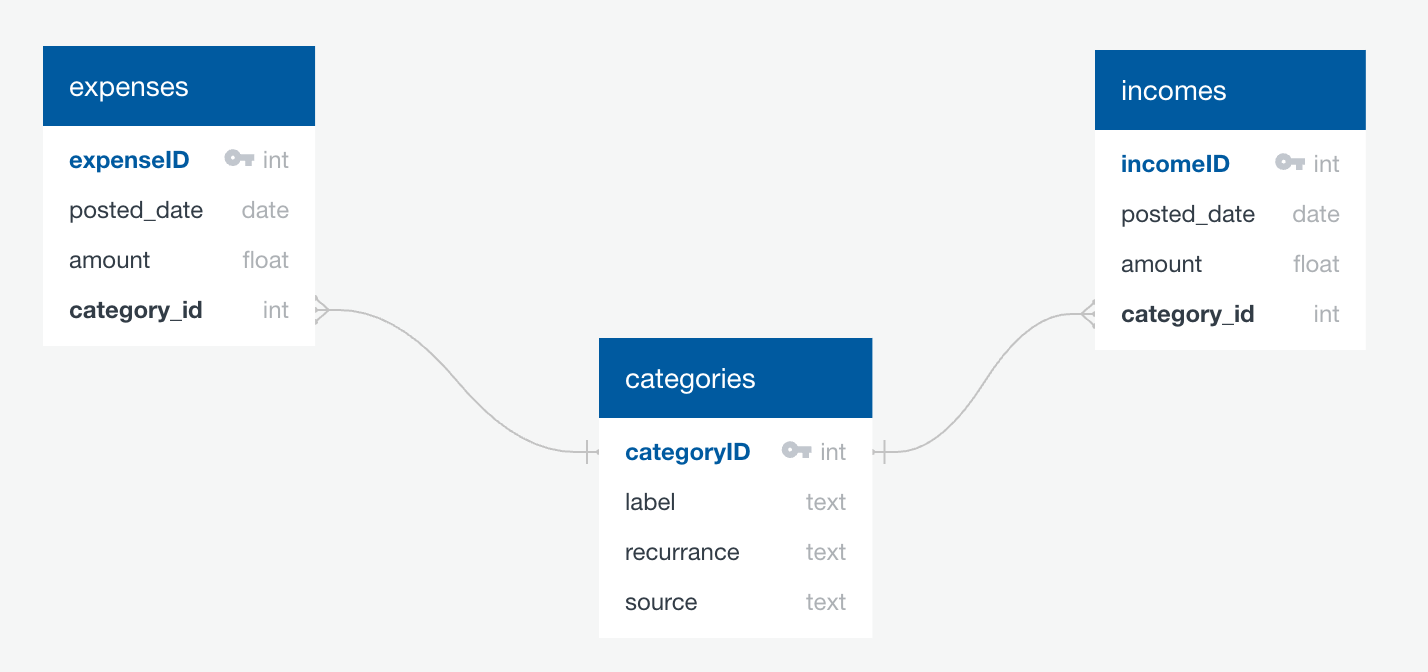 expenses
expenseID int
posted_date date
amount float
category_id int
incomes
incomeID int
posted_date date
amount float
category_id int
categories
categoryID int
label text
recurrance text
source text